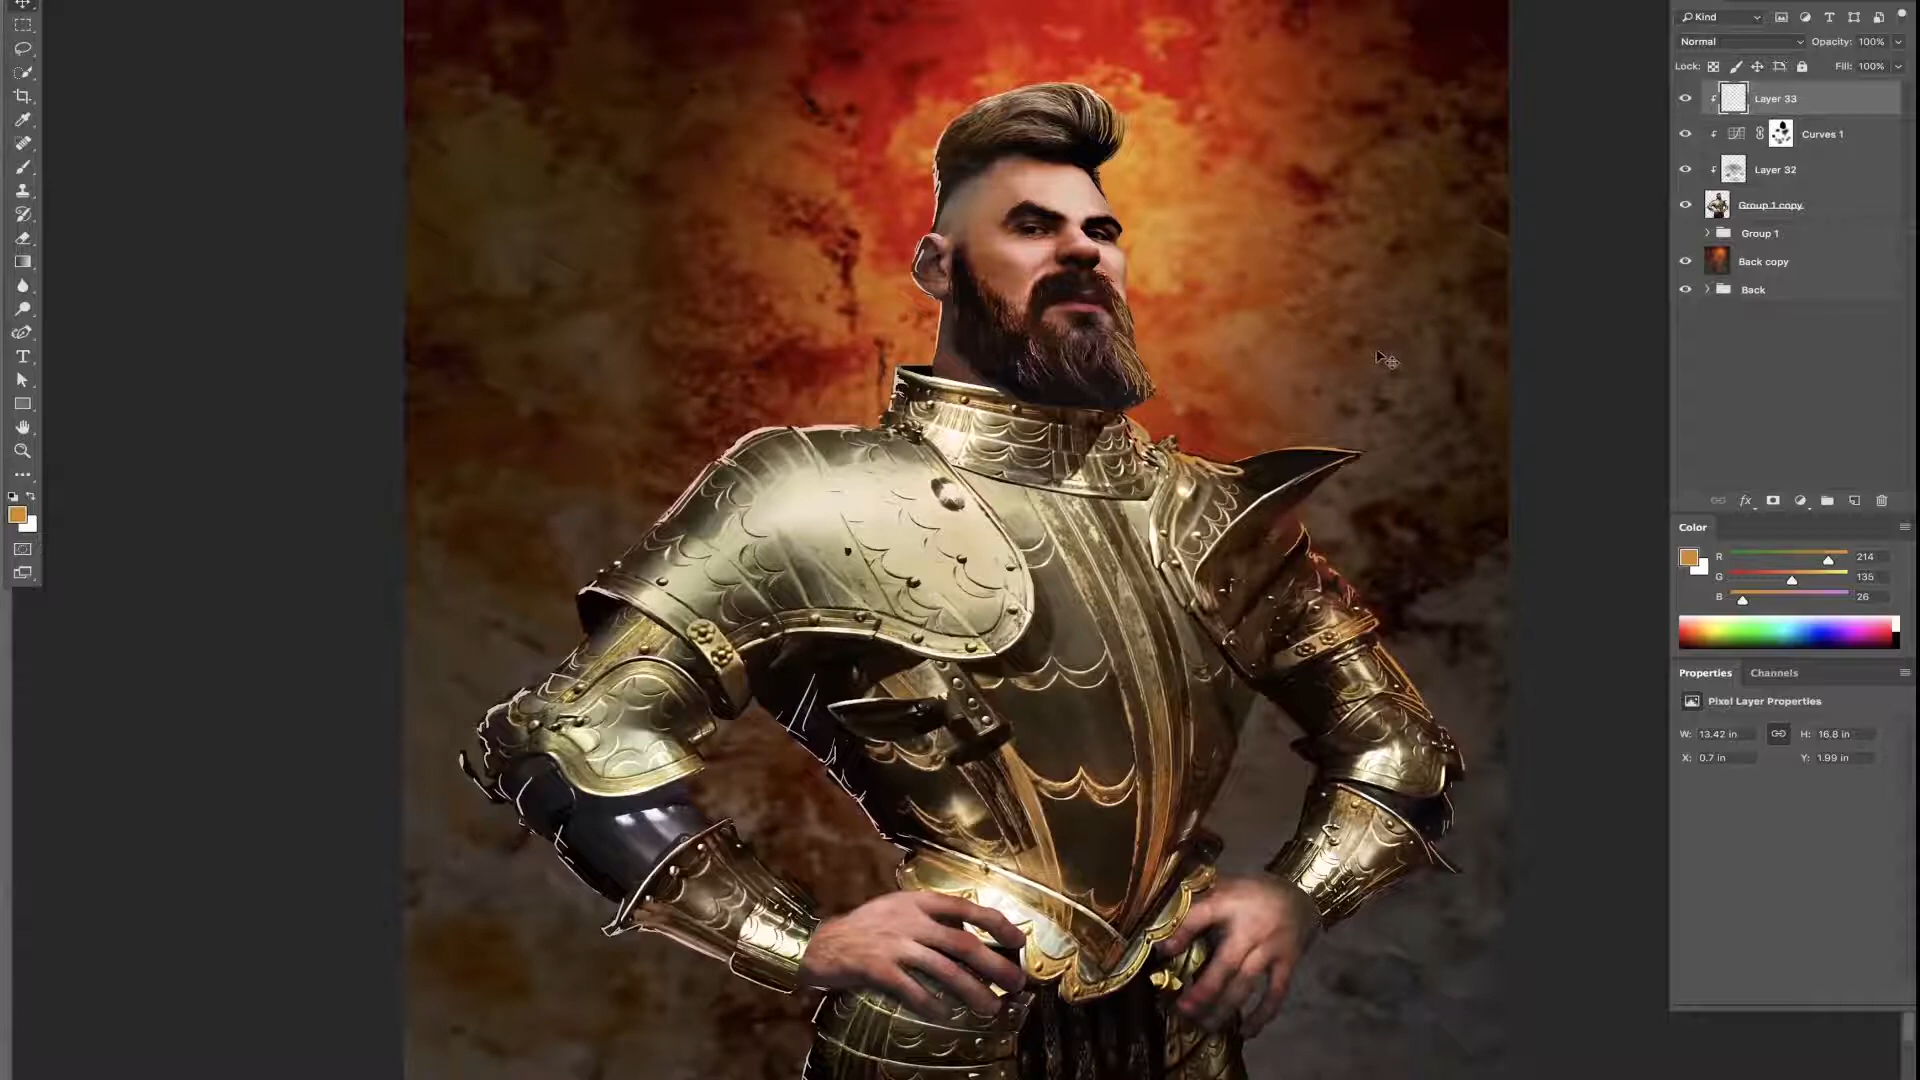 Kind
Normal Opacity: 100%
Lock: Fill: 100%
Layer 33
Curves 1
Layer 32
Group 1 copy
Group 1
Back copy
Back
fx
Color
R 214
G 135
B 26
Properties Channels
Pixel Layer Properties
W: 13.42 in H: 16.8 in
X: 0.7 in Y: 1.99 in